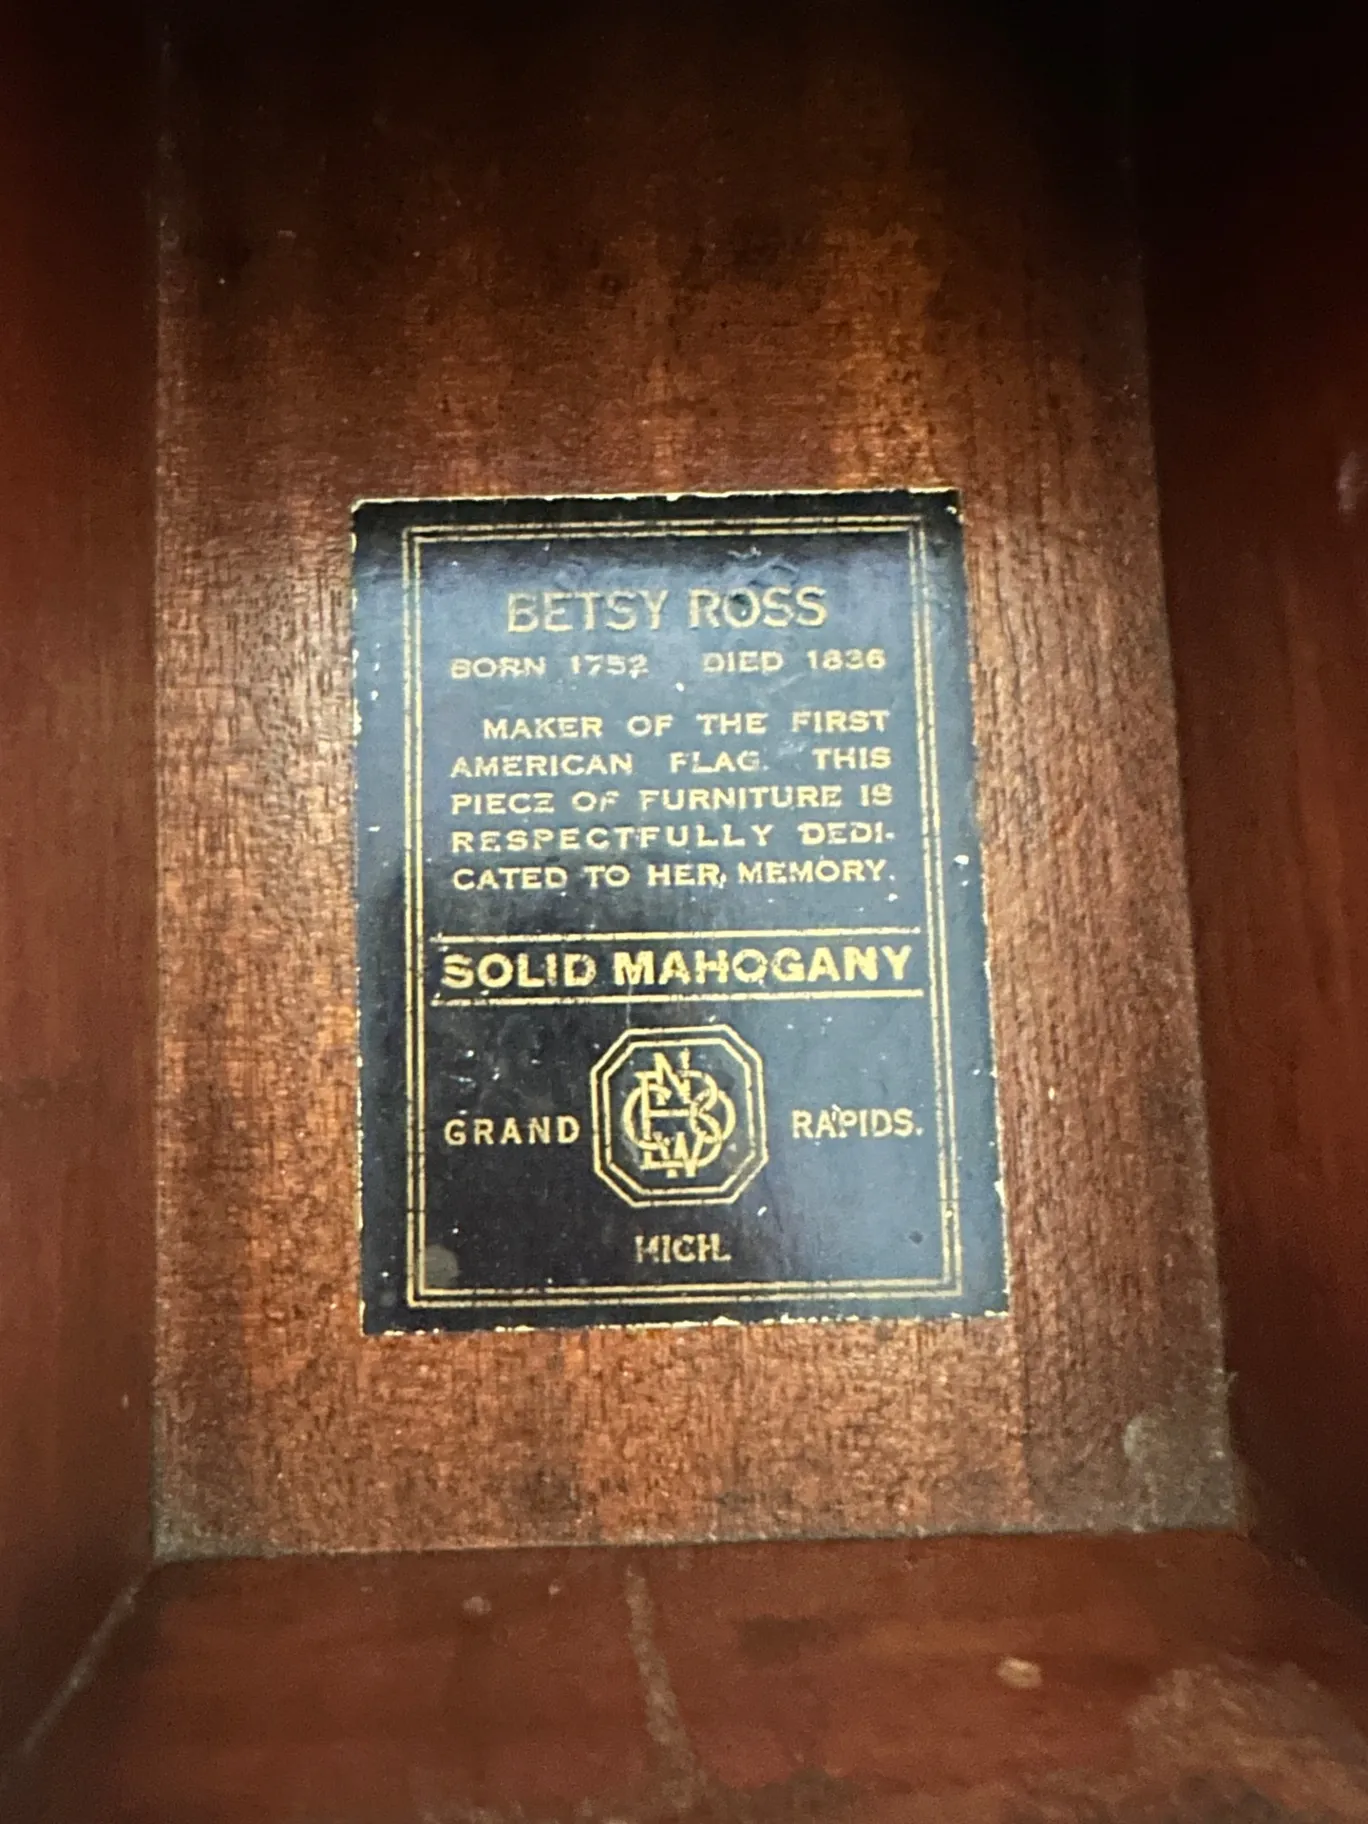 BETSY ROSS
BORN 1752 DIED 1836
MAKER OF THE FIRST
AMERICAN FLAG. THIS
PIECE OF FURNITURE IS
RESPECTFULLY DEDI-
CATED TO HER MEMORY.
SOLID MAHOGANY
GRAND RAPIDS.
MICH.